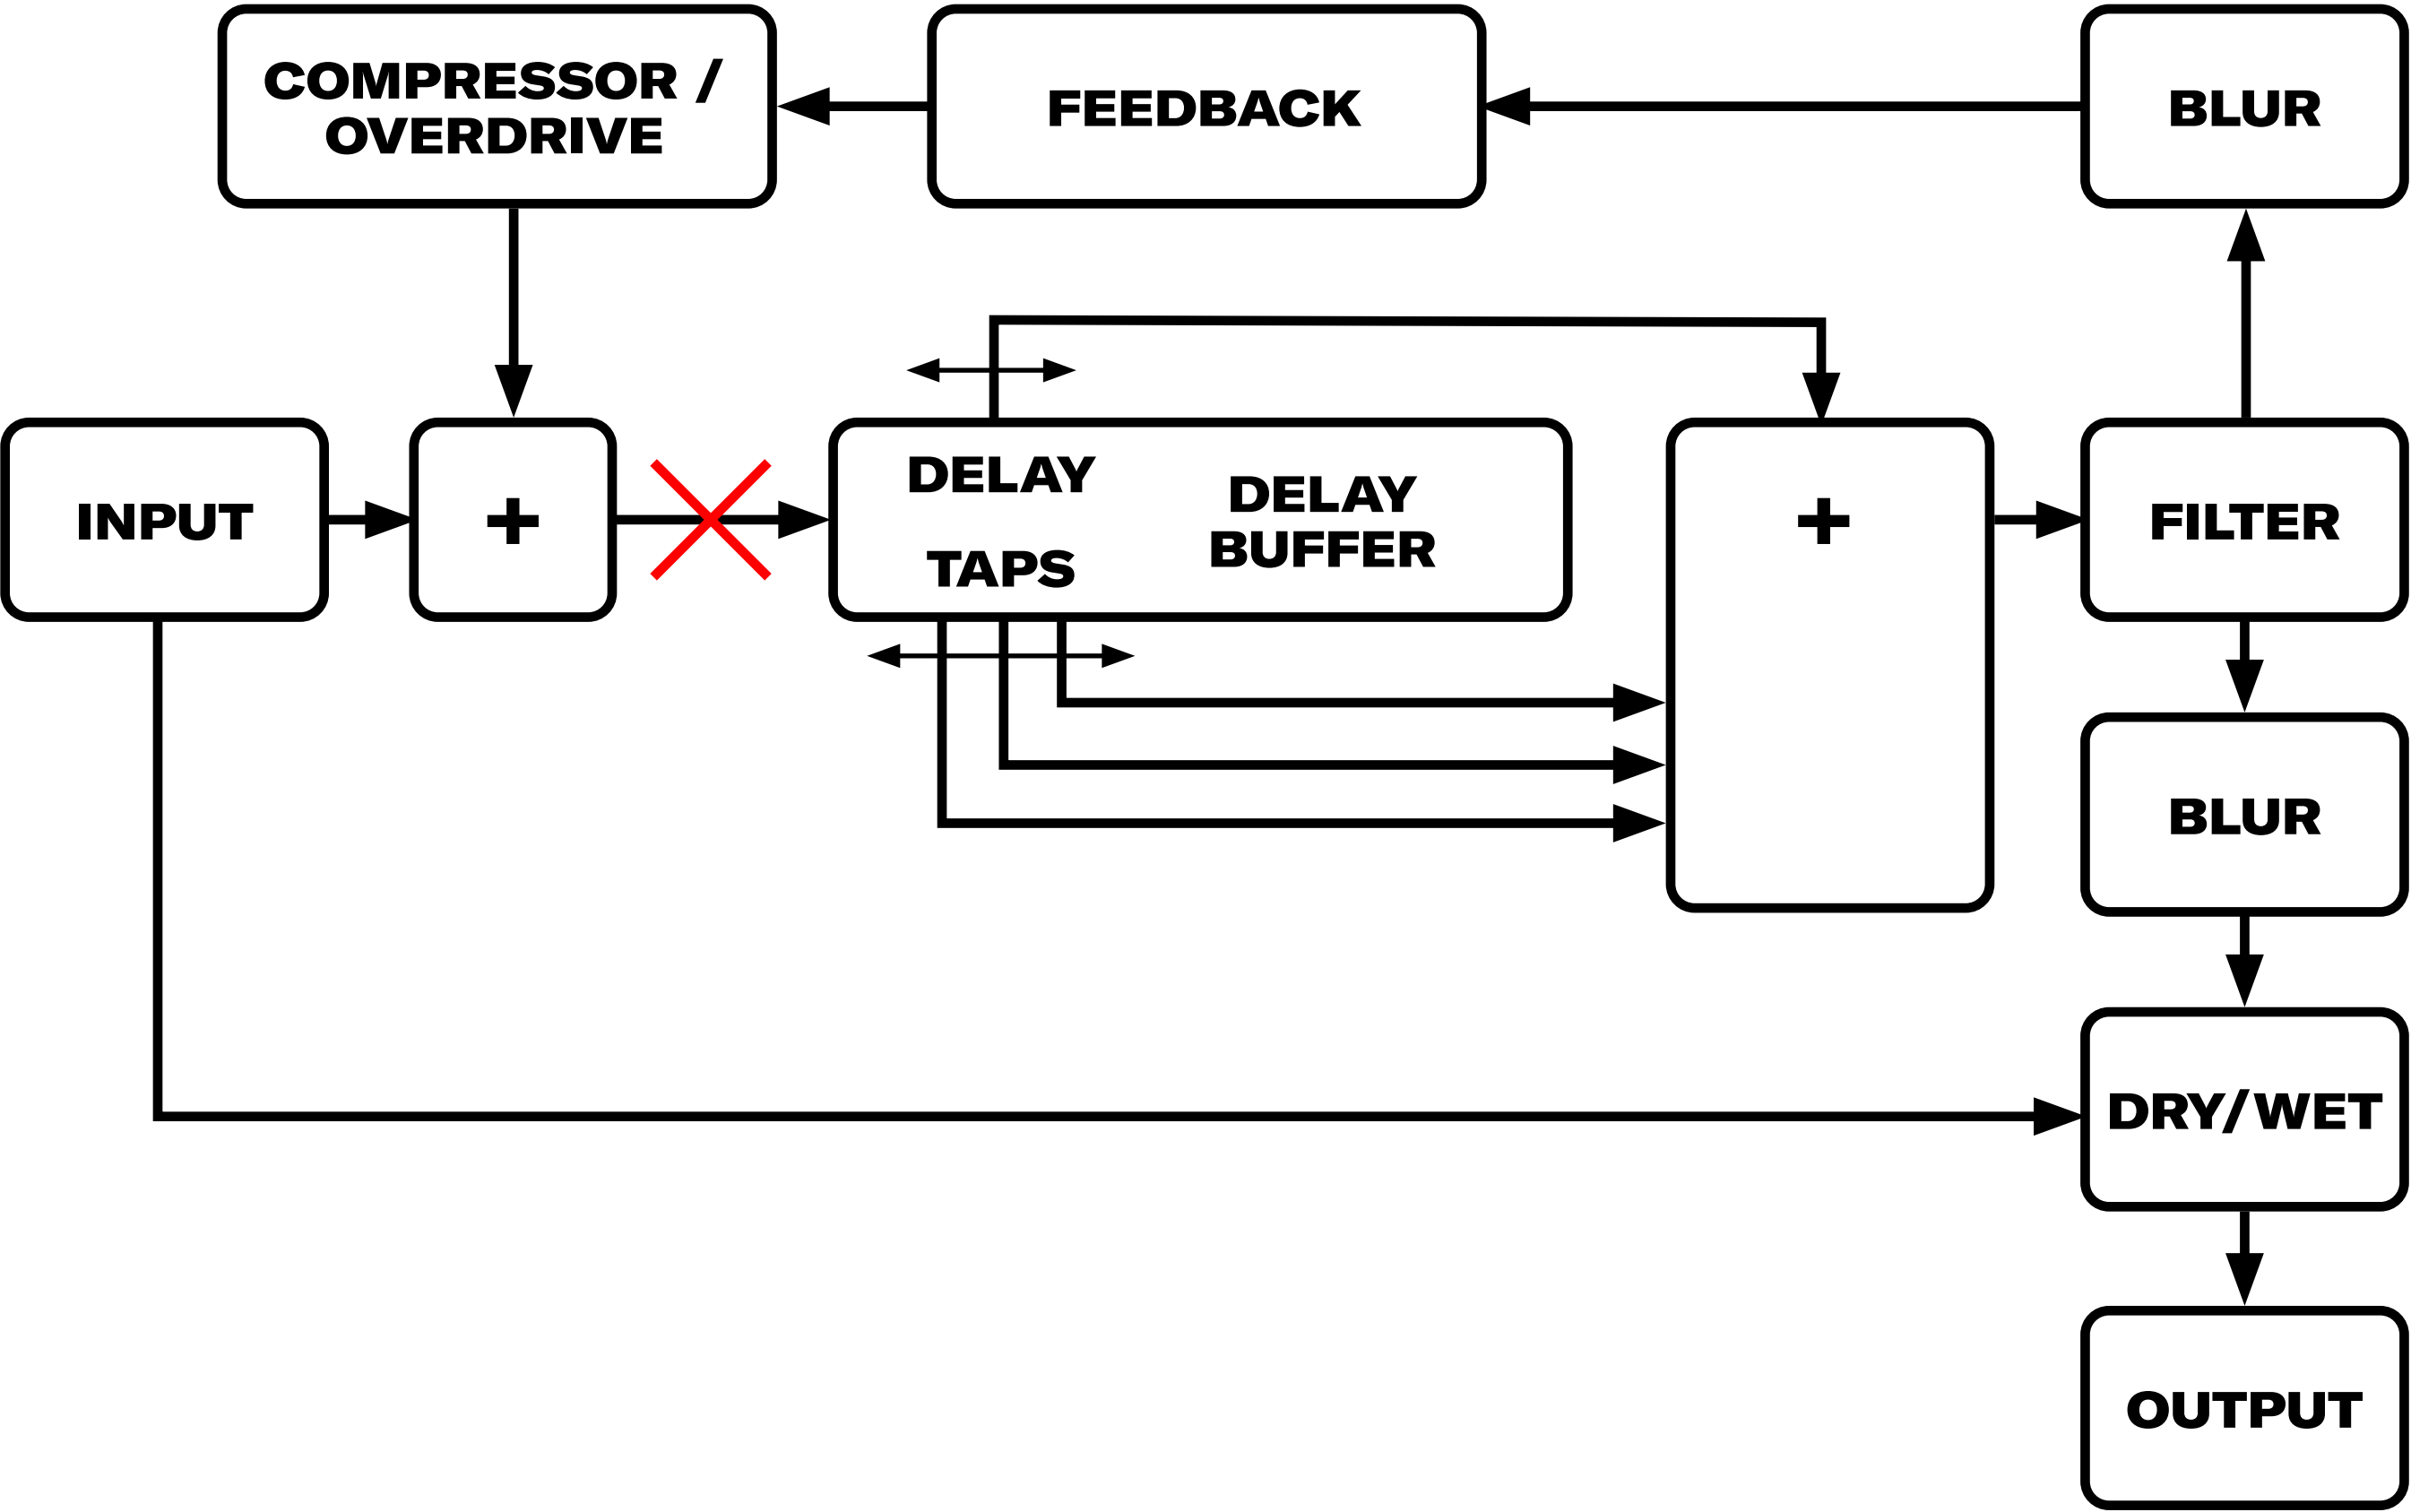 COMPRESSOR /
OVERDRIVE
FEEDBACK
BLUR
INPUT
+
DELAY
TAPS
DELAY
BUFFER
+
FILTER
BLUR
DRY/WET
OUTPUT